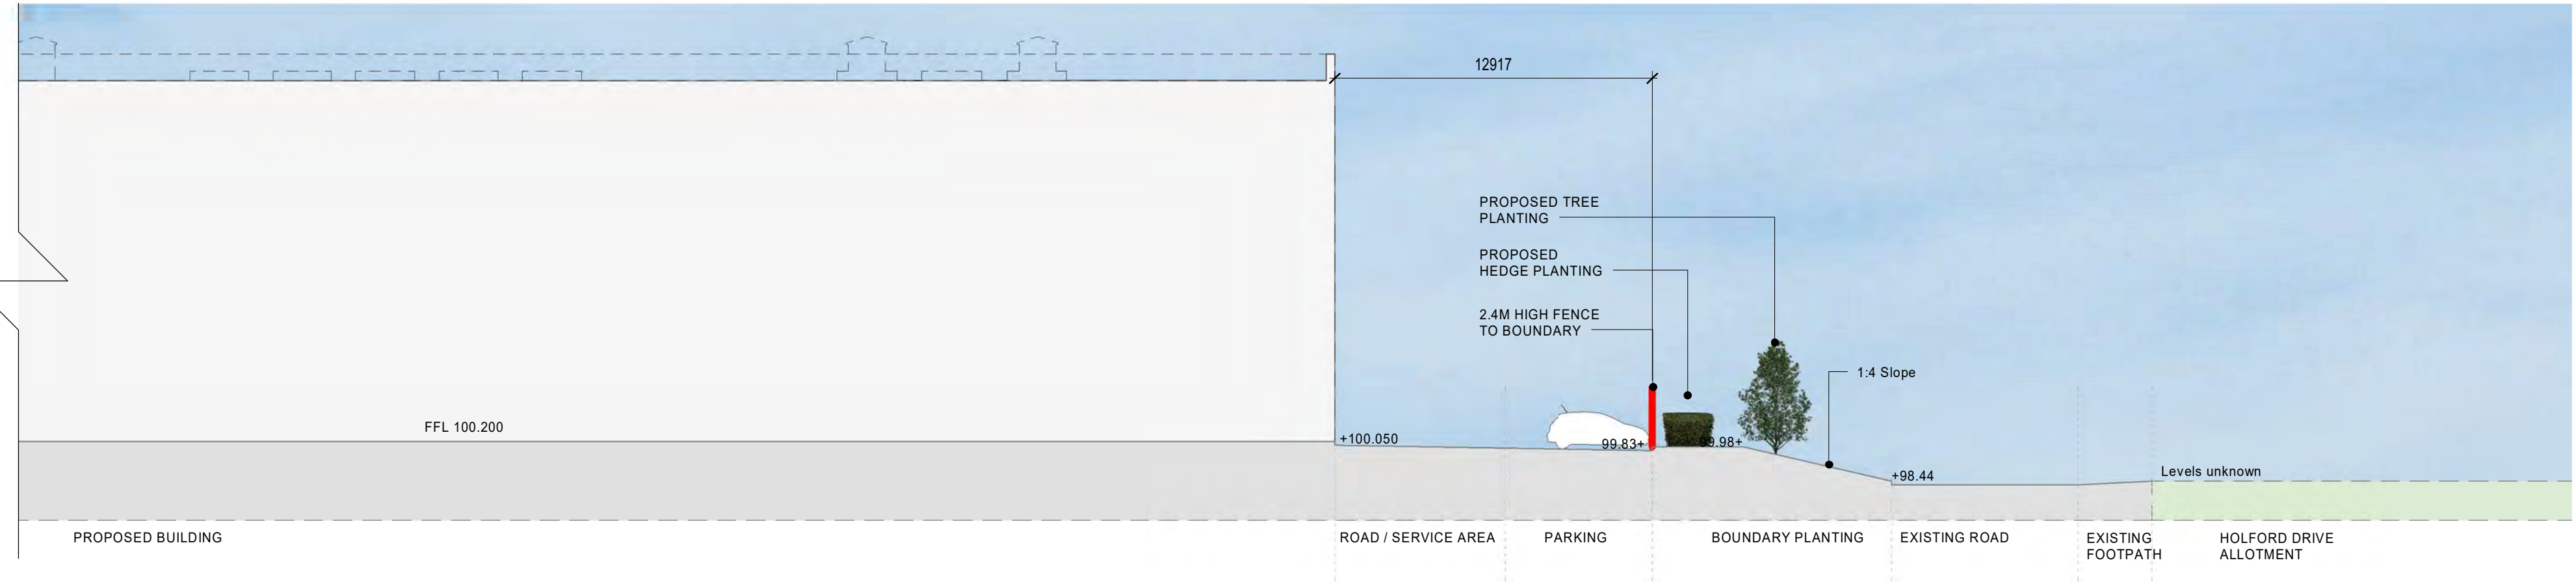 12917
PROPOSED TREE
PLANTING
PROPOSED
HEDGE PLANTING
2.4M HIGH FENCE
TO BOUNDARY
1:4 Slope
FFL 100.200
+100.050
99.83+
99.98+
+98.44
Levels unknown
PROPOSED BUILDING
ROAD / SERVICE AREA
PARKING
BOUNDARY PLANTING
EXISTING ROAD
EXISTING
FOOTPATH
HOLFORD DRIVE
ALLOTMENT